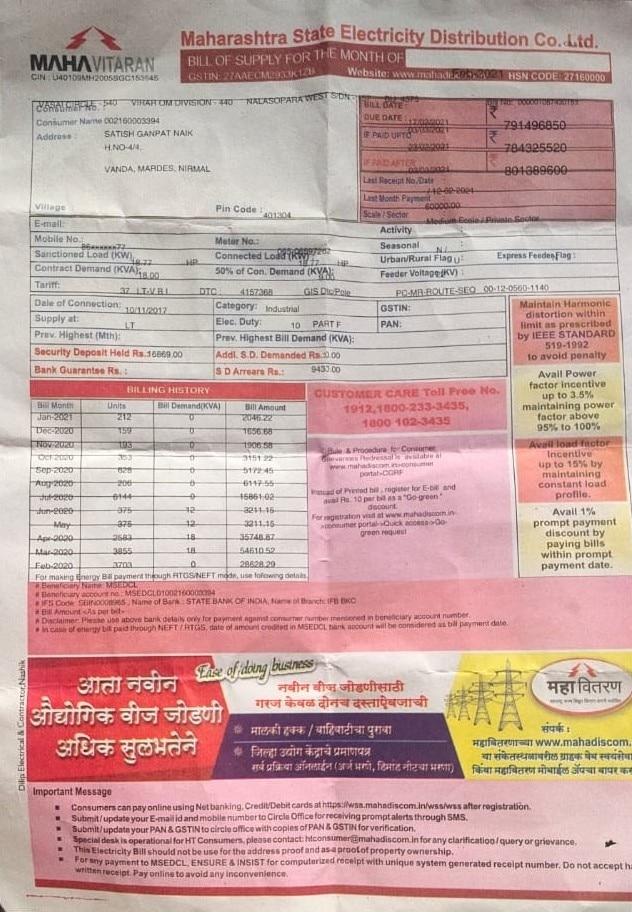 MAHAVITARAN
Maharashtra State Electricity Distribution Co. Ltd.
BILL OF SUPPLY FOR THE MONTH OF
CIN : U40109MH2005SGC153645
GSTIN: 27AAECM2933K1ZB Website: www.mahadis HSN CODE: 27160000
VASAI CIRCLE - 540 VIRAR OM DIVISION - 440 NALASOPARA WEST S/DN
Consumer No. :
Consumer Name 002160003394
Address : SATISH GANPAT NAIK
H.NO-4/4,
VANDA, MARDES, NIRMAL
Village :
Pin Code : 401304
BILL DATE :
DUE DATE : 17/02/2021 ₹ 791496850
IF PAID UPTO 03/03/2021
23/02/2021 ₹ 784325520
IF PAID AFTER 03/03/2021 801389600
Last Receipt No./Date
/ 12-02-2021
Last Month Payment 60000.00
Scale / Sector Medium Scale / Private Sector
E-mail:
Activity
Mobile No.: 86xxxxxx77 Meter No.:
Seasonal N /
Sanctioned Load (KW) 18.77 HP Connected Load (KW) 18.77 HP
Urban/Rural Flag U : Express Feeder Flag :
Contract Demand (KVA): 18.00 50% of Con. Demand (KVA): 9.00
Feeder Voltage(KV) :
Tariff: 37 LT-V B I DTC : 4157368 GIS Dtc/Pole PC-MR-ROUTE-SEQ 00-12-0560-1140
Date of Connection: 10/11/2017 Category: Industrial GSTIN:
Supply at: LT Elec. Duty: 10 PART F PAN:
Prev. Highest (Mth): Prev. Highest Bill Demand (KVA):
Security Deposit Held Rs.:16869.00 Addl. S.D. Demanded Rs.:0.00
Bank Guarantee Rs. : S D Arrears Rs.: 9430.00
BILLING HISTORY
Bill Month Units Bill Demand(KVA) Bill Amount
Jan-2021 212 0 2046.22
Dec-2020 159 0 1656.68
Nov-2020 193 0 1906.58
Oct-2020 353 0 3151.22
Sep-2020 628 0 5172.45
Aug-2020 206 0 6117.55
Jul-2020 6144 0 15861.02
Jun-2020 375 12 3211.15
May 375 12 3211.15
Apr-2020 2583 18 35748.87
Mar-2020 3855 18 54610.52
Feb-2020 3703 0 28628.29
CUSTOMER CARE Toll Free No.
1912,1800-233-3435,
1800 102-3435
Rule & Procedure for Consumer
Grievances Redressal is available at
www.mahadiscom.in>consumer
portal>CGRF
Instead of Printed bill , register for E-bill and
avail Rs. 10 per bill as a "Go-green"
discount.
For registration visit at www.mahadiscom.in-
>consumer portal->Quick access->Go-
green request
Maintain Harmonic
distortion within
limit as prescribed
by IEEE STANDARD
519-1992
to avoid penalty
Avail Power
factor incentive
up to 3.5%
maintaining power
factor above
95% to 100%
Avail load factor
Incentive
up to 15% by
maintaining
constant load
profile.
Avail 1%
prompt payment
discount by
paying bills
within prompt
payment date.
For making Energy Bill payment through RTGS/NEFT mode, use following details
# Beneficiary Name: MSEDCL
# Beneficiary account no.: MSEDCL01002160003394
# IFS Code: SBIN0008965, Name of Bank : STATE BANK OF INDIA, Name of Branch: IFB BKC
# Bill Amount <As per bill>
# Disclaimer: Please use above bank details only for payment against consumer number mentioned in beneficiary account number.
# In case of energy bill paid through NEFT / RTGS, date of amount credited in MSEDCL bank account will be considered as bill payment date.
Dilip Electrical & Contractor, Nashik
Ease of doing business
आता नवीन
औद्योगिक वीज जोडणी
अधिक सुलभतेने
नवीन वीज जोडणीसाठी
गरज केवळ दोनच दस्तऐवजाची
मालकी हक्क / वहिवाटीचा पुरावा
जिल्हा उद्योग केंद्राचे प्रमाणपत्र
सर्व प्रक्रिया ऑनलाईन (अर्ज भरणे, डिमांड नोटचा भरणा)
महावितरण
संपर्क :
महावितरणच्या www.mahadiscom.
या संकेतस्थळावरील ग्राहक वेब स्वयंसेवा
किंवा महावितरण मोबाईल ॲपचा वापर कर
Important Message
Consumers can pay online using Net banking, Credit/Debit cards at https://wss.mahadiscom.in/wss/wss after registration.
Submit / update your E-mail id and mobile number to Circle Office for receiving prompt alerts through SMS.
Submit / update your PAN & GSTIN to circle office with copies of PAN & GSTIN for verification.
Special desk is operational for HT Consumers, please contact: htconsumer@mahadiscom.in for any clarification / query or grievance.
This Electricity Bill should not be used for the address proof and as a proof of property ownership.
For any payment to MSEDCL, ENSURE & INSIST for computerized receipt with unique system generated receipt number. Do not accept ha
written receipt. Pay online to avoid any inconvenience.